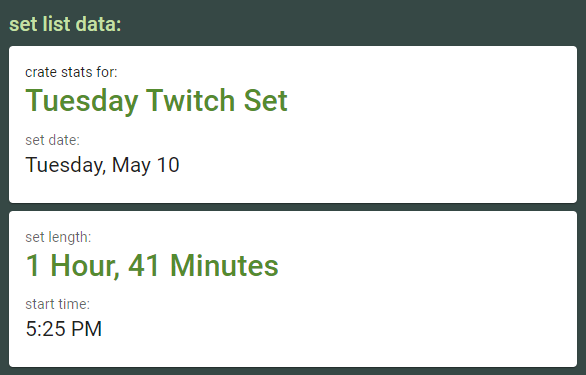 set list data:
crate stats for:
Tuesday Twitch Set
set date:
Tuesday, May 10
set length:
1 Hour, 41 Minutes
start time:
5:25 PM